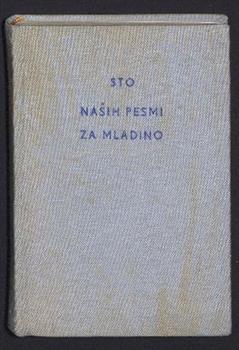 STO
NAŠIH PESMI
ZA MLADINO